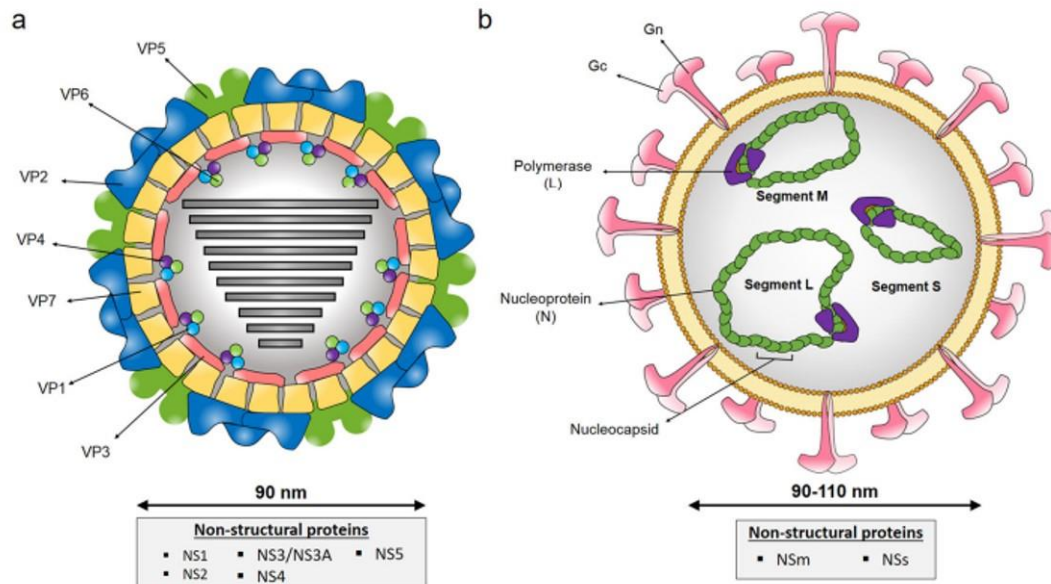 a
VP5
VP6
VP2
VP4
VP7
VP1
VP3
90 nm
Non-structural proteins
▪ NS1 ▪ NS3/NS3A ▪ NS5
▪ NS2 ▪ NS4
b
Gn
Gc
Polymerase
(L)
Segment M
Segment L
Segment S
Nucleoprotein
(N)
Nucleocapsid
90-110 nm
Non-structural proteins
▪ NSm ▪ NSs